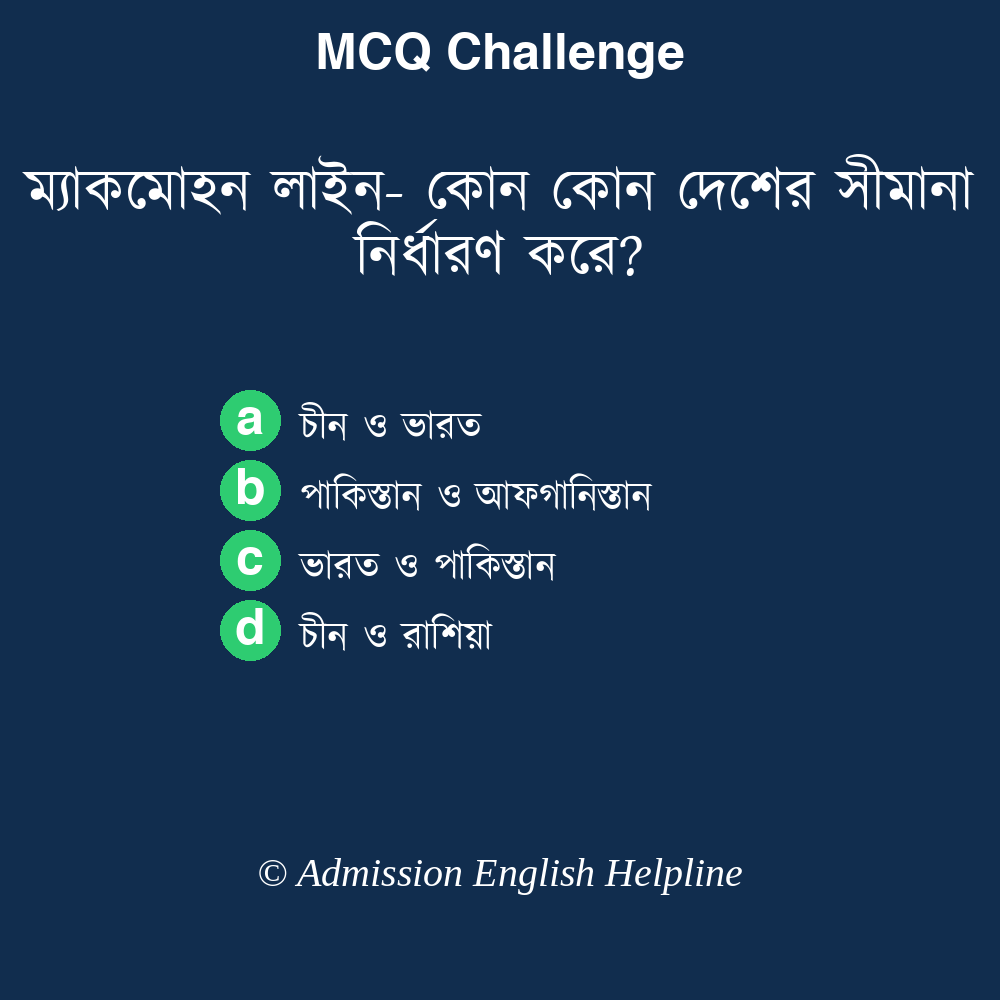 MCQ Challenge
ম্যাকমোহন লাইন- কোন কোন দেশের সীমানা
নির্ধারণ করে?
a চীন ও ভারত
b পাকিস্তান ও আফগানিস্তান
c ভারত ও পাকিস্তান
d চীন ও রাশিয়া
© Admission English Helpline